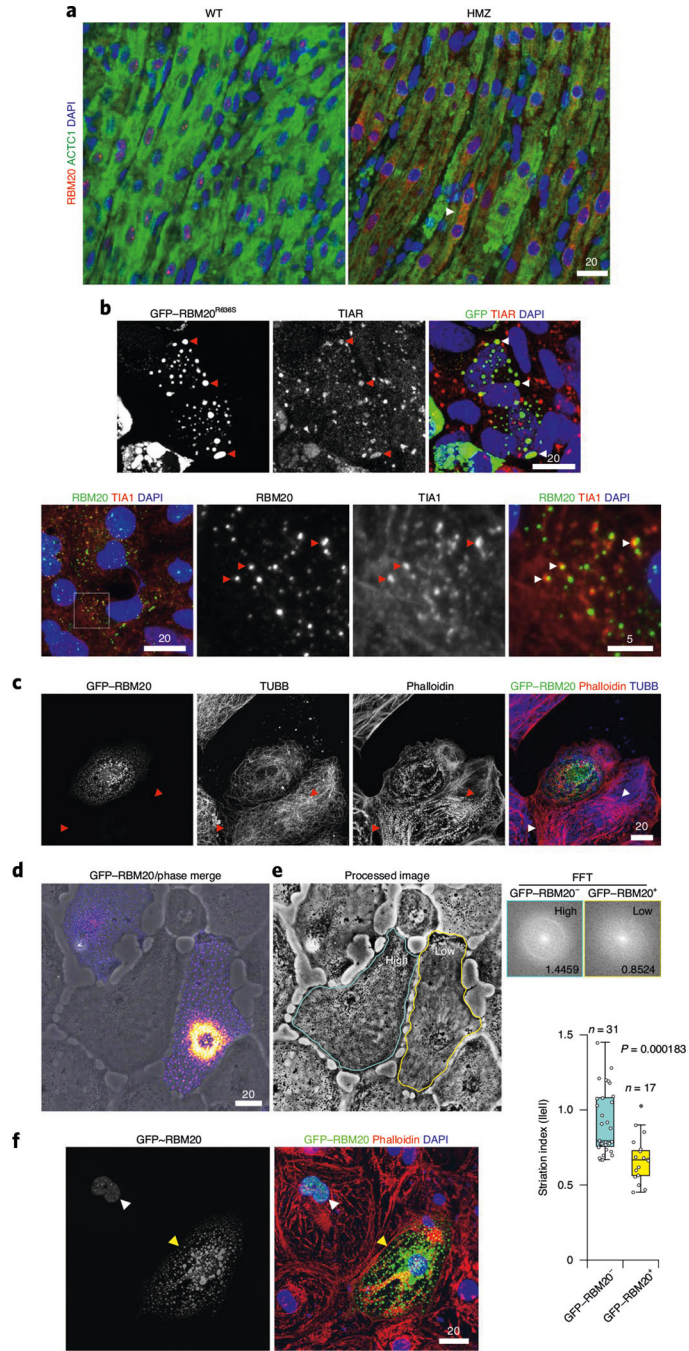 a
WT
HMZ
RBM20 ACTC1 DAPI
20
b
GFP–RBM20R636S
TIAR
GFP TIAR DAPI
20
RBM20 TIA1 DAPI
RBM20
TIA1
RBM20 TIA1
20
5
c
GFP–RBM20
TUBB
Phalloidin
GFP–RBM20 Phalloidin TUBB
20
d
GFP–RBM20/phase merge
20
e
Processed image
High
Low
FFT
GFP–RBM20–
GFP–RBM20+
High
Low
1.4459
0.8524
Striation index (IIeII)
1.5
1.0
0.5
0
n = 31
P = 0.000183
n = 17
GFP–RBM20–
GFP–RBM20+
f
GFP–RBM20
GFP–RBM20 Phalloidin DAPI
20